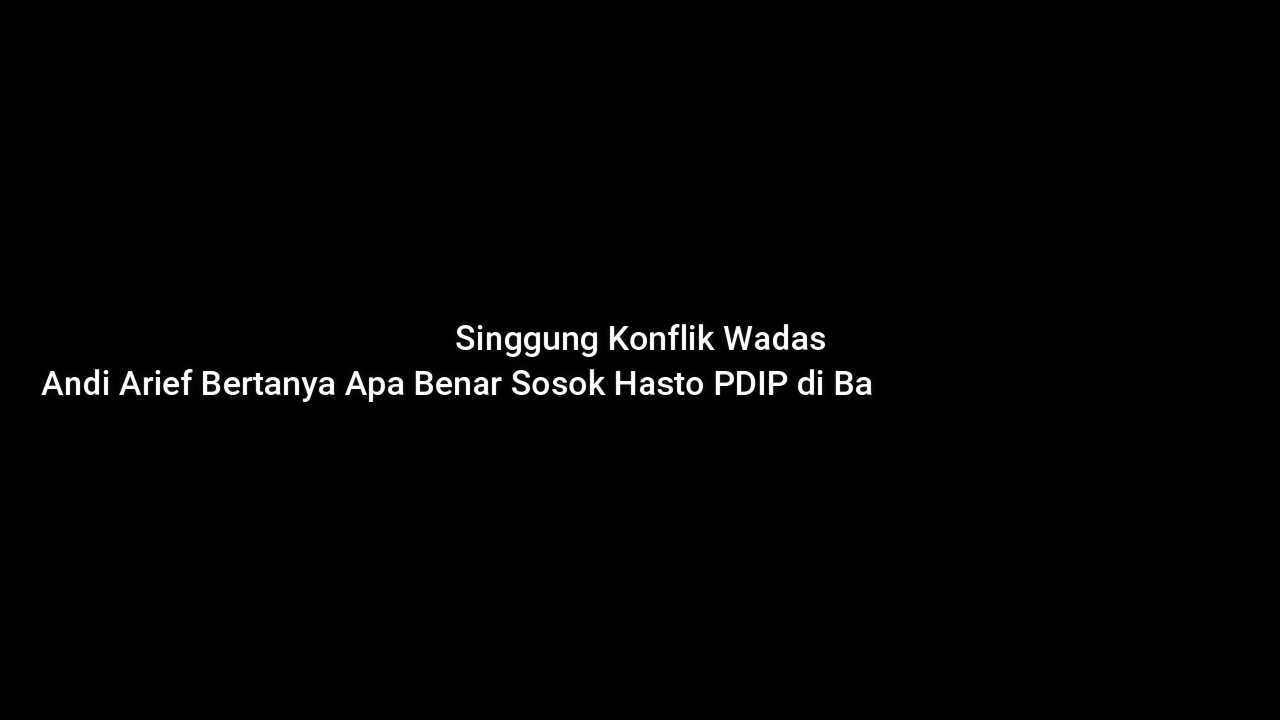 Singgung Konflik Wadas
Andi Arief Bertanya Apa Benar Sosok Hasto PDIP di Ba